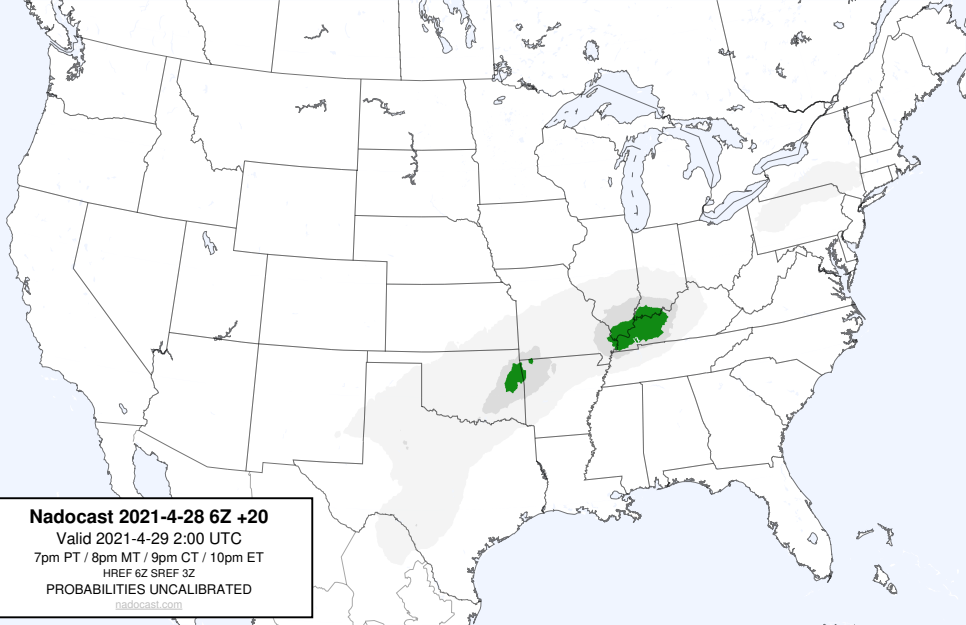 Nadocast 2021-4-28 6Z +20
Valid 2021-4-29 2:00 UTC
7pm PT / 8pm MT / 9pm CT / 10pm ET
HREF 6Z SREF 3Z
PROBABILITIES UNCALIBRATED
nadocast.com